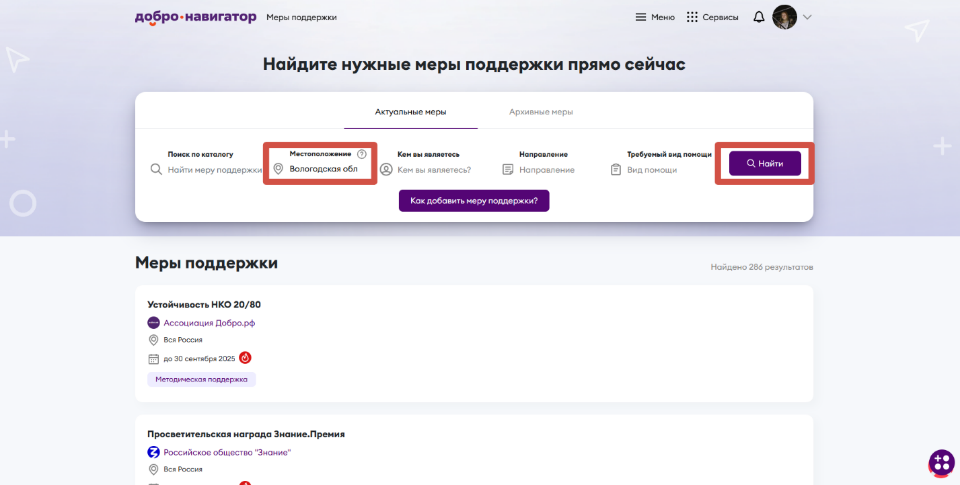 добро•навигатор Меры поддержки Меню Сервисы
Найдите нужные меры поддержки прямо сейчас
Актуальные меры Архивные меры
Поиск по каталогу Местоположение ? Кем вы являетесь Направление Требуемый вид помощи
Найти меру поддержки Вологодская обл Кем вы являетесь? Направление Вид помощи Найти
Как добавить меру поддержки?
Меры поддержки
Найдено 286 результатов
Устойчивость НКО 20/80
Ассоциация Добро.рф
Вся Россия
до 30 сентября 2025
Методическая поддержка
Просветительская награда Знание.Премия
Российское общество "Знание"
Вся Россия